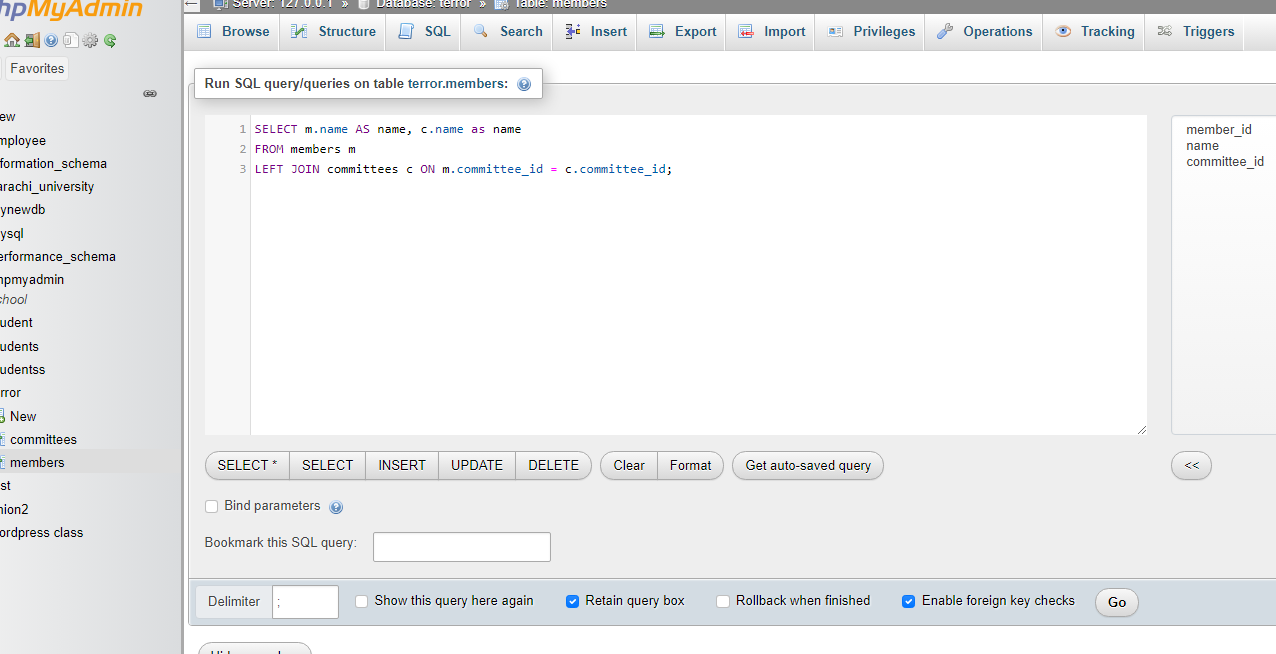 hpMyAdmin
Server: 127.0.0.1 » Database: terror » Table: members
Browse Structure SQL Search Insert Export Import Privileges Operations Tracking Triggers
Favorites
Run SQL query/queries on table terror.members:
ew
mployee
formation_schema
arachi_university
ynewdb
ysql
erformance_schema
hpmyadmin
chool
udent
udents
udentss
rror
New
committees
members
st
nion2
ordpress class
1 SELECT m.name AS name, c.name as name
2 FROM members m
3 LEFT JOIN committees c ON m.committee_id = c.committee_id;
member_id
name
committee_id
SELECT * SELECT INSERT UPDATE DELETE Clear Format Get auto-saved query <<
Bind parameters
Bookmark this SQL query:
Delimiter ; Show this query here again Retain query box Rollback when finished Enable foreign key checks Go